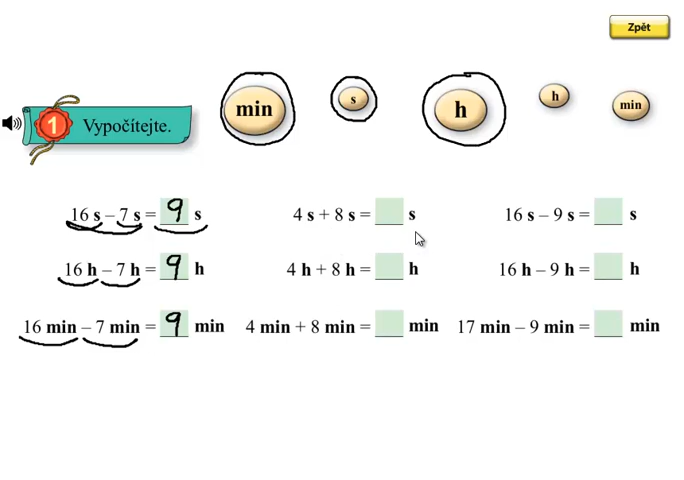 Zpět
min s h h min
1 Vypočítejte.
16 s – 7 s = 9 s 4 s + 8 s = s 16 s – 9 s = s
16 h – 7 h = 9 h 4 h + 8 h = h 16 h – 9 h = h
16 min – 7 min = 9 min 4 min + 8 min = min 17 min – 9 min = min